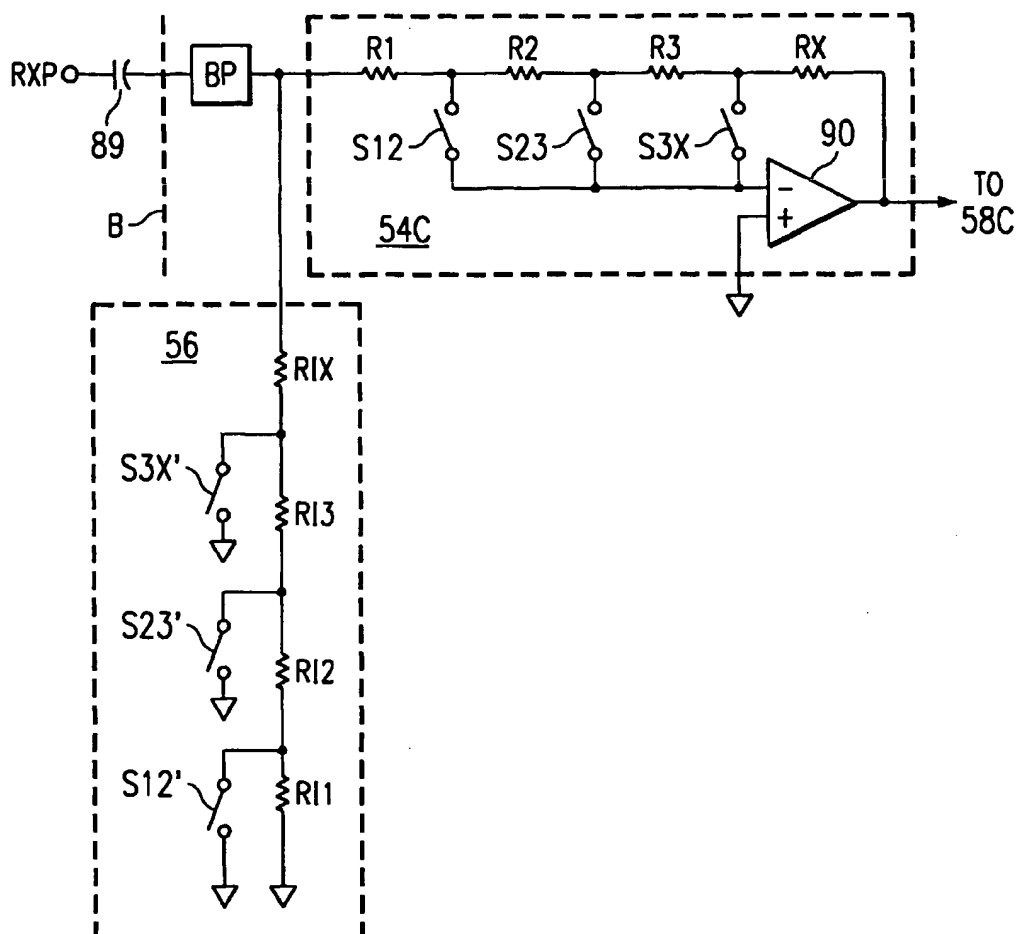 R1
R2
R3
RX
RXP
BP
89
S12
S23
S3X
90
-
+
TO
58C
B
54C
56
RIX
S3X'
RI3
S23'
RI2
S12'
RI1